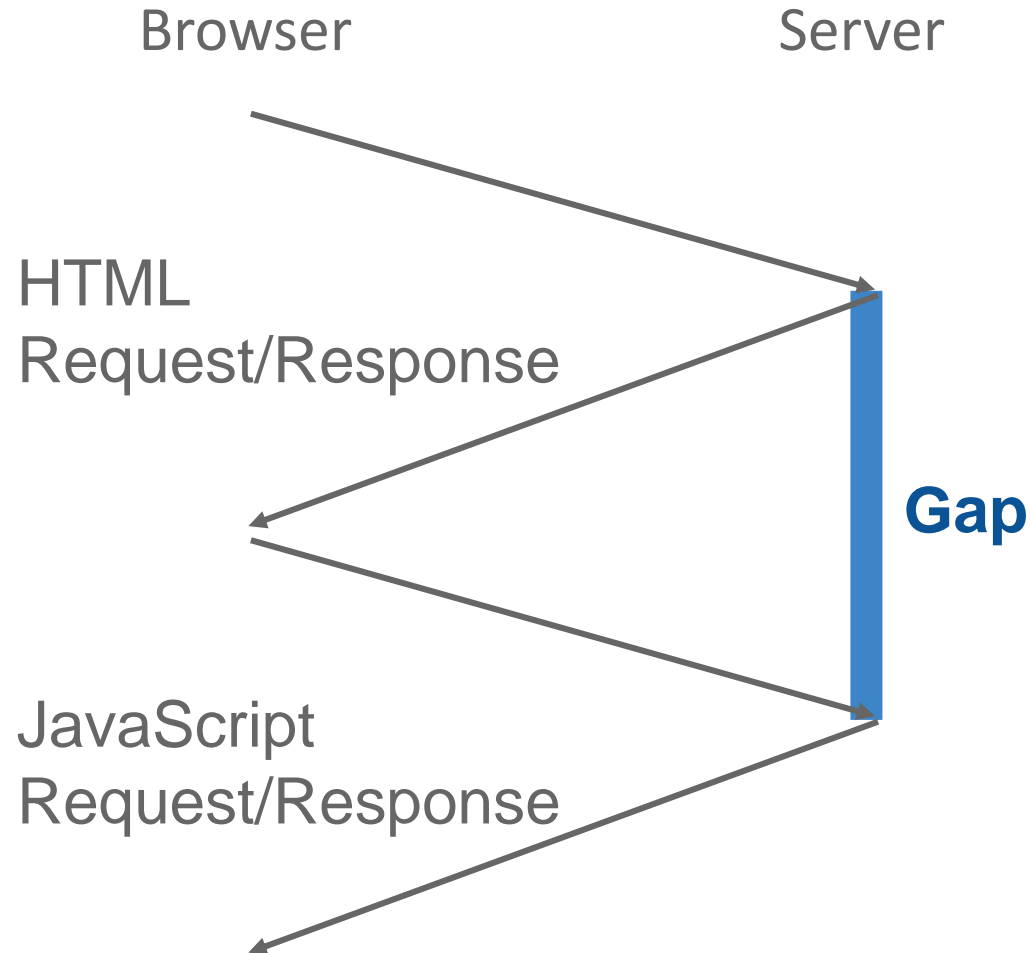 Browser
Server
HTML
Request/Response
Gap
JavaScript
Request/Response